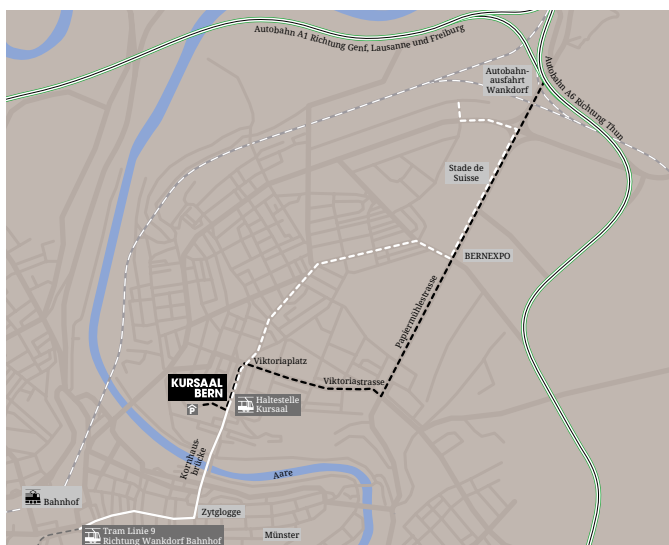 Autobahn A1 Richtung Genf, Lausanne und Freiburg
Autobahn-
ausfahrt
Wankdorf
Autobahn A6 Richtung Thun
Stade de
Suisse
BERNEXPO
Papiermühlestrasse
Viktoriaplatz
Viktoriastrasse
KURSAAL
BERN
P
Haltestelle
Kursaal
Kornhaus-
brücke
Aare
Bahnhof
Zytglogge
Tram Linie 9
Richtung Wankdorf Bahnhof
Münster